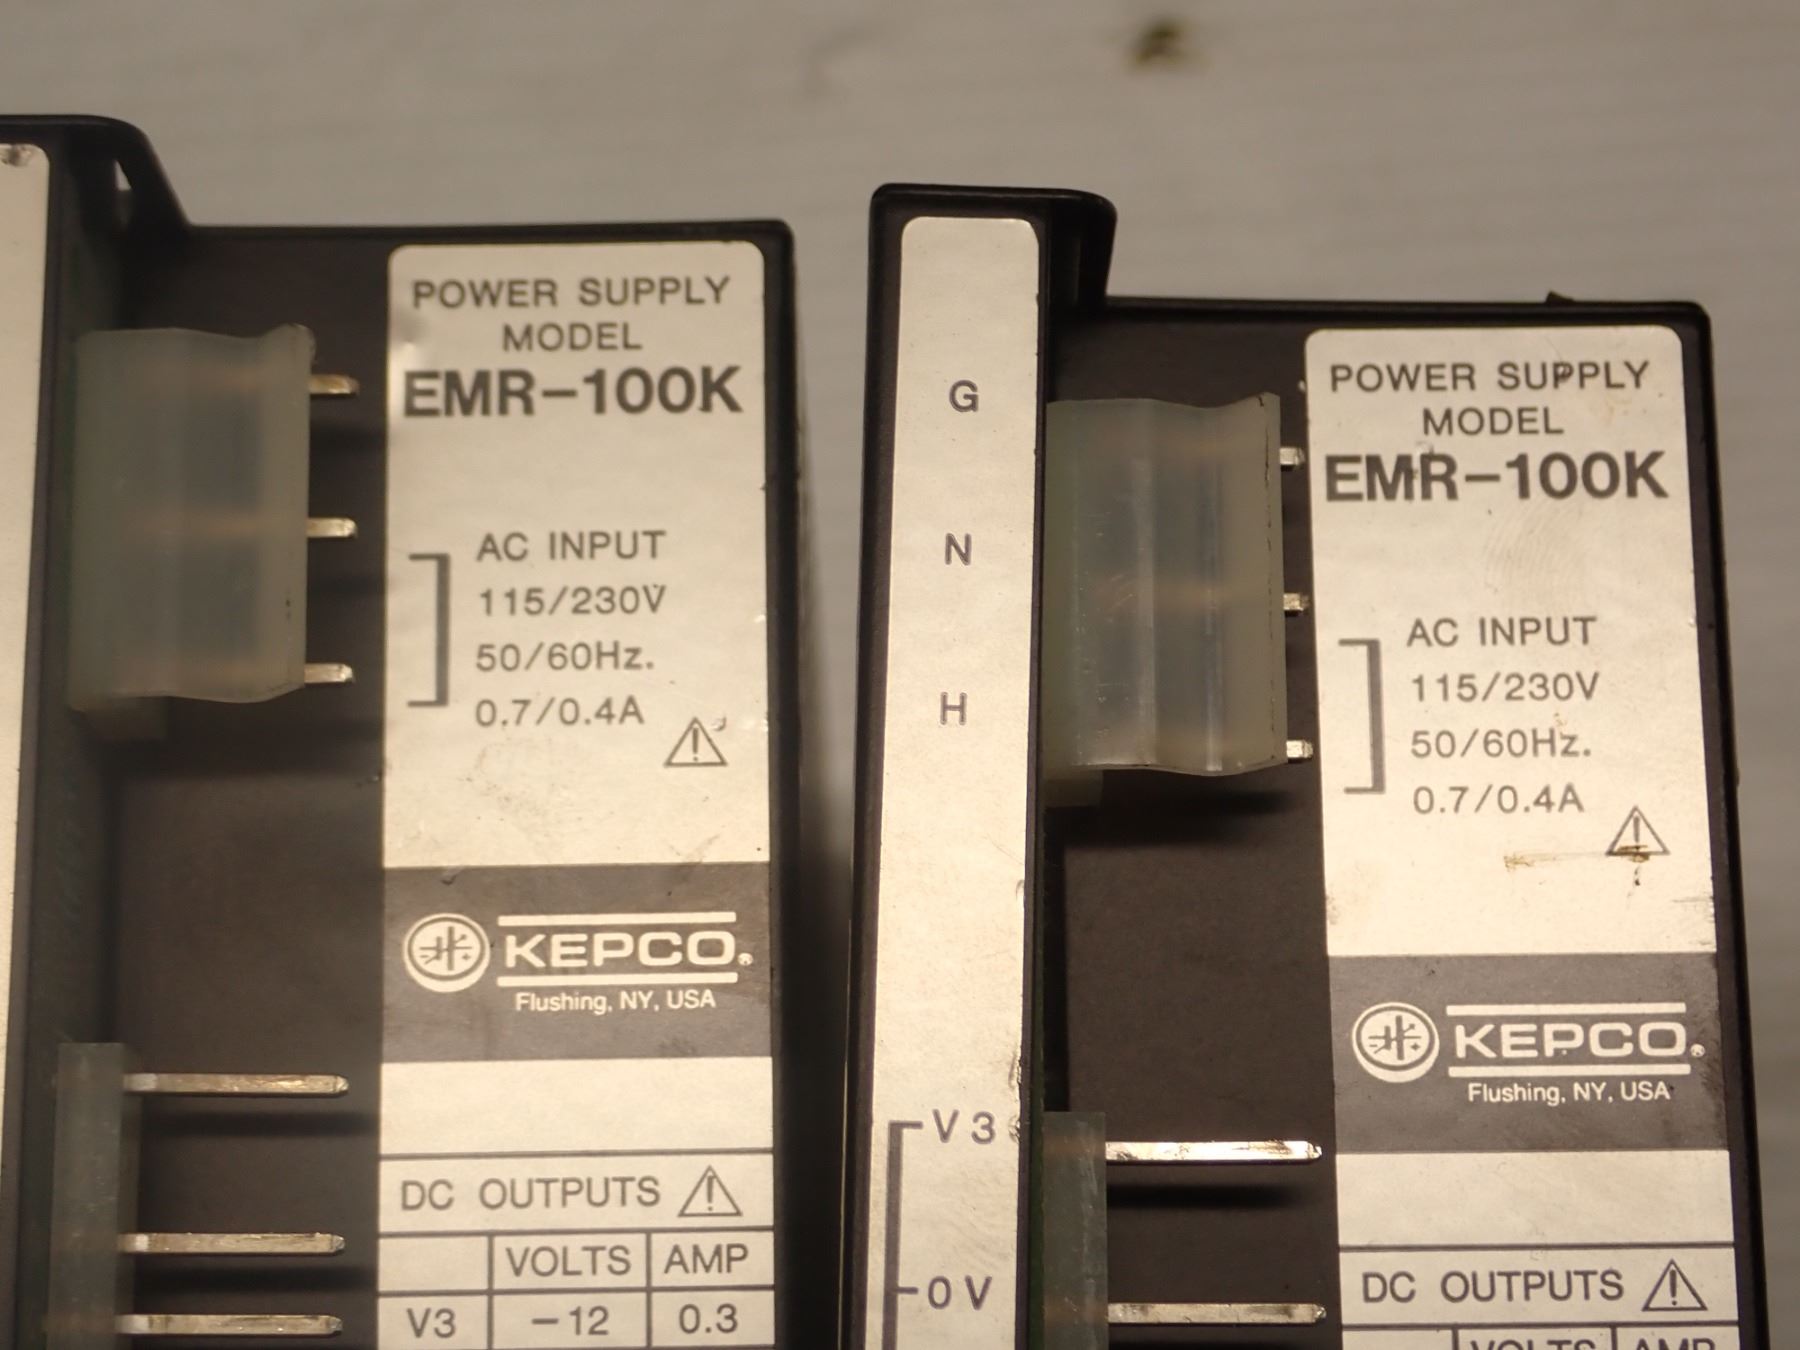 POWER SUPPLY
MODEL
EMR-100K
AC INPUT
115/230V
50/60Hz.
0.7/0.4A
KEPCO®
Flushing, NY, USA
DC OUTPUTS
VOLTS AMP
V3 -12 0.3
G
N
H
V3
0V
POWER SUPPLY
MODEL
EMR-100K
AC INPUT
115/230V
50/60Hz.
0.7/0.4A
KEPCO®
Flushing, NY, USA
DC OUTPUTS
VOLTS AMP